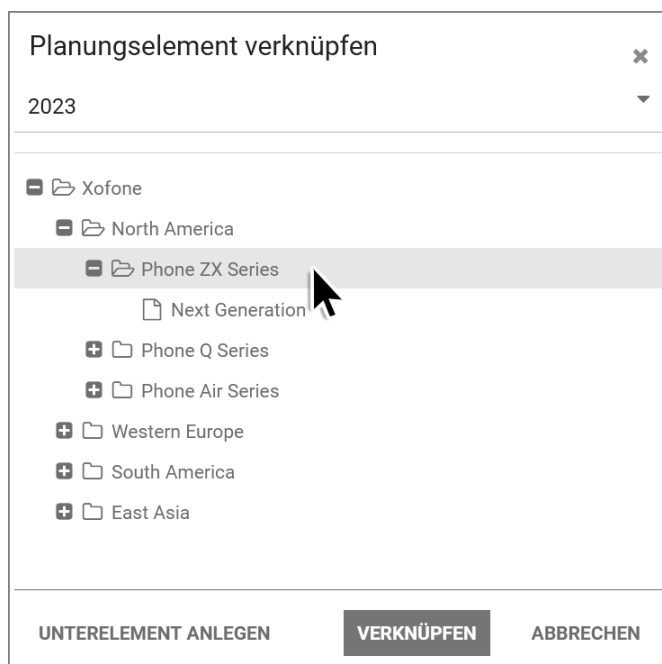 Planungselement verknüpfen
2023
Xofone
North America
Phone ZX Series
Next Generation
Phone Q Series
Phone Air Series
Western Europe
South America
East Asia
UNTERELEMENT ANLEGEN VERKNÜPFEN ABBRECHEN